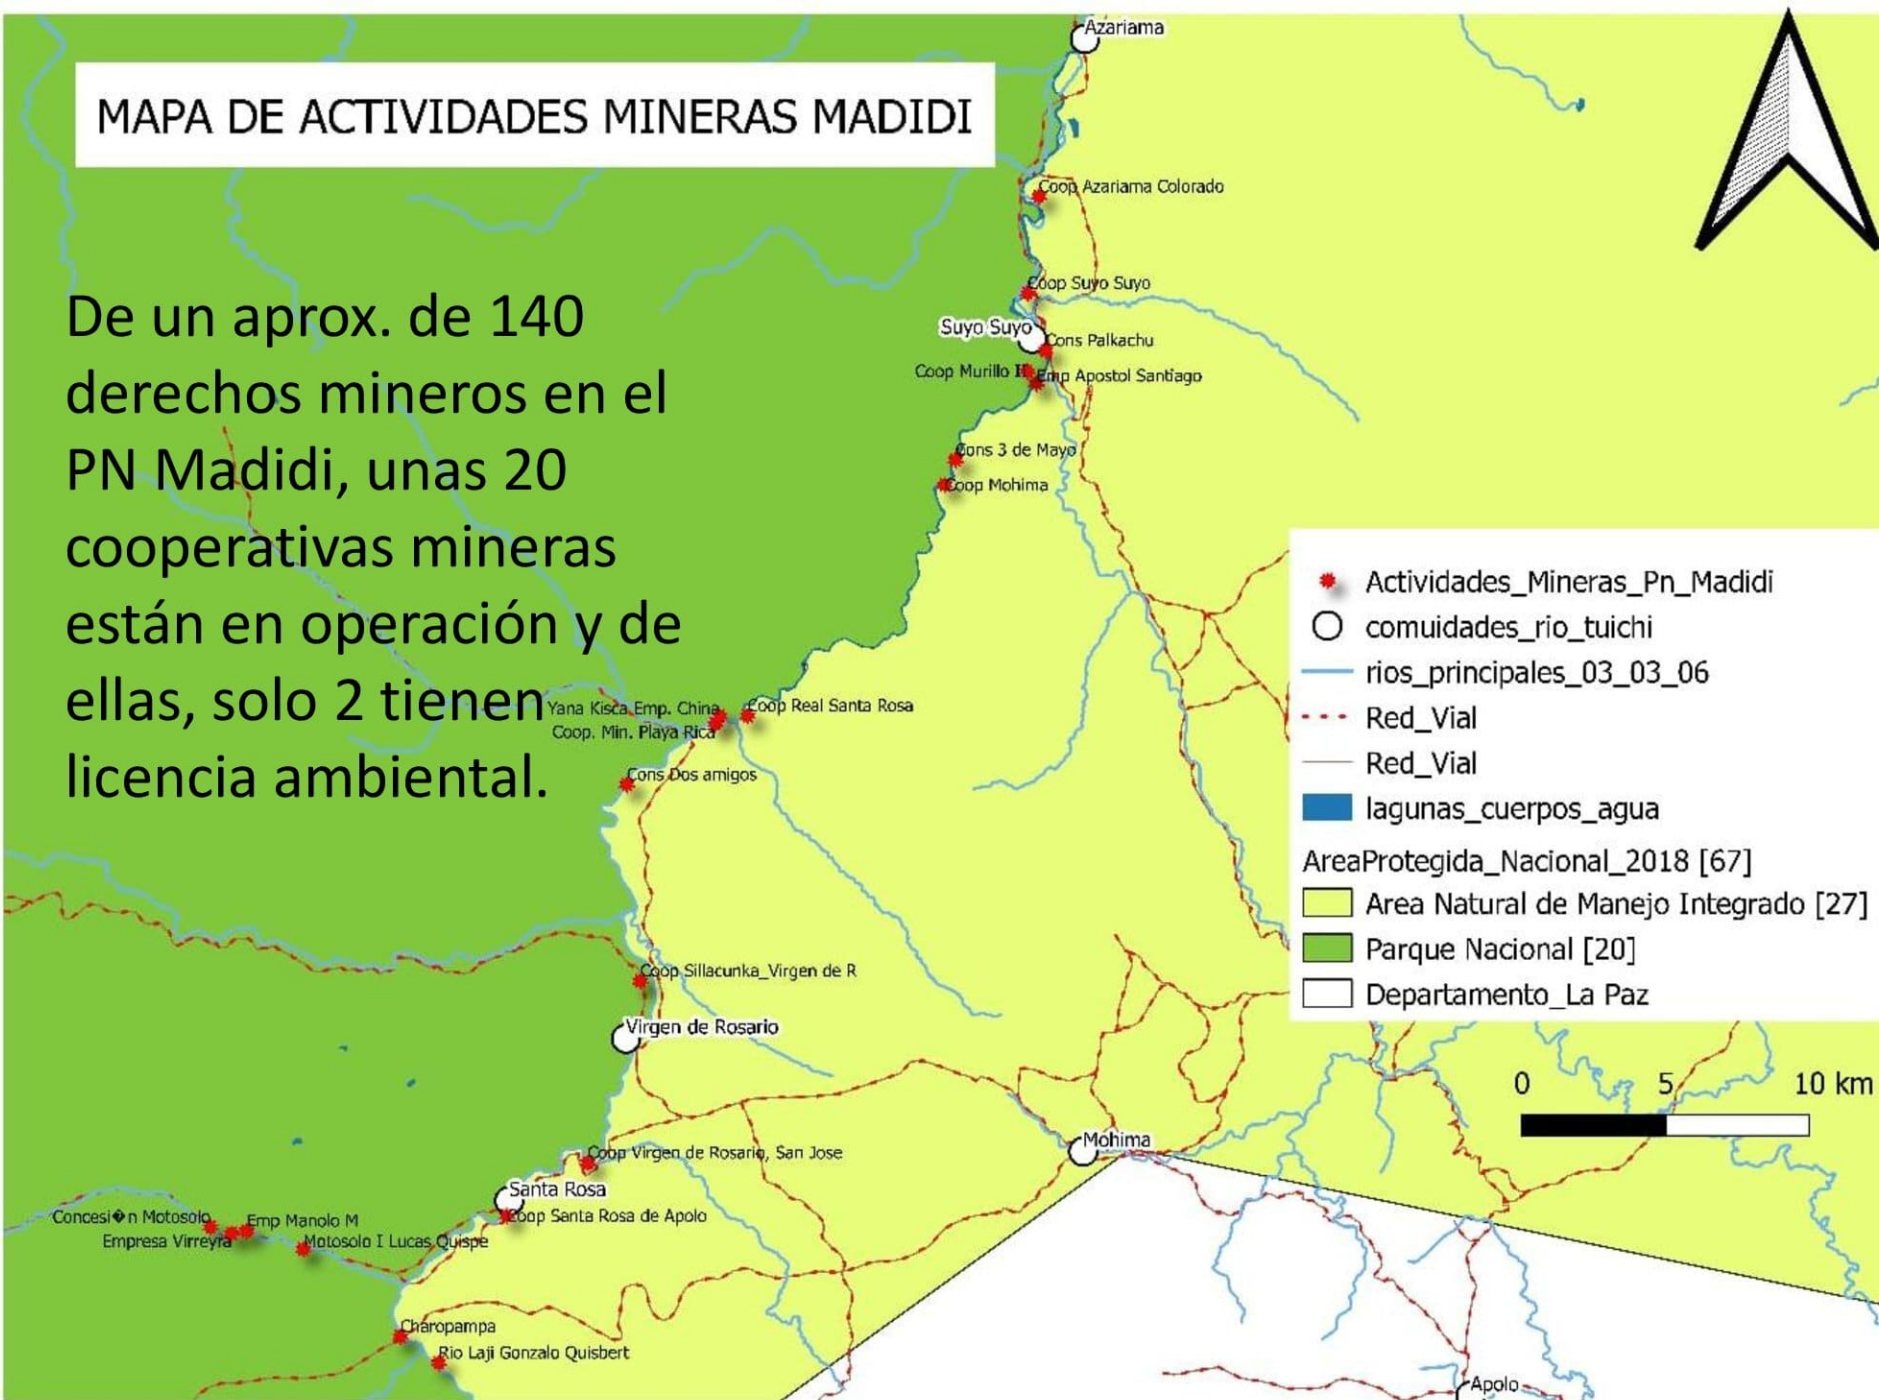 MAPA DE ACTIVIDADES MINERAS MADIDI
De un aprox. de 140
derechos mineros en el
PN Madidi, unas 20
cooperativas mineras
están en operación y de
ellas, solo 2 tienen
licencia ambiental.
Azariama
Coop Azariama Colorado
Coop Suyo Suyo
Suyo Suyo
Cons Palkachu
Coop Murillo II
Emp Apostol Santiago
Cons 3 de Mayo
Coop Mohima
Yana Kisca Emp. China
Coop Real Santa Rosa
Coop. Min. Playa Rica
Cons Dos amigos
Coop Sillacunka_Virgen de R
Virgen de Rosario
Mohima
Coop Virgen de Rosario, San Jose
Santa Rosa
Coop Santa Rosa de Apolo
Concesi�n Motosolo
Emp Manolo M
Empresa Virreyra
Motosolo I Lucas Quispe
Charopampa
Rio Laji Gonzalo Quisbert
Apolo
Actividades_Mineras_Pn_Madidi
comuidades_rio_tuichi
rios_principales_03_03_06
Red_Vial
Red_Vial
lagunas_cuerpos_agua
AreaProtegida_Nacional_2018 [67]
Area Natural de Manejo Integrado [27]
Parque Nacional [20]
Departamento_La Paz
0 5 10 km